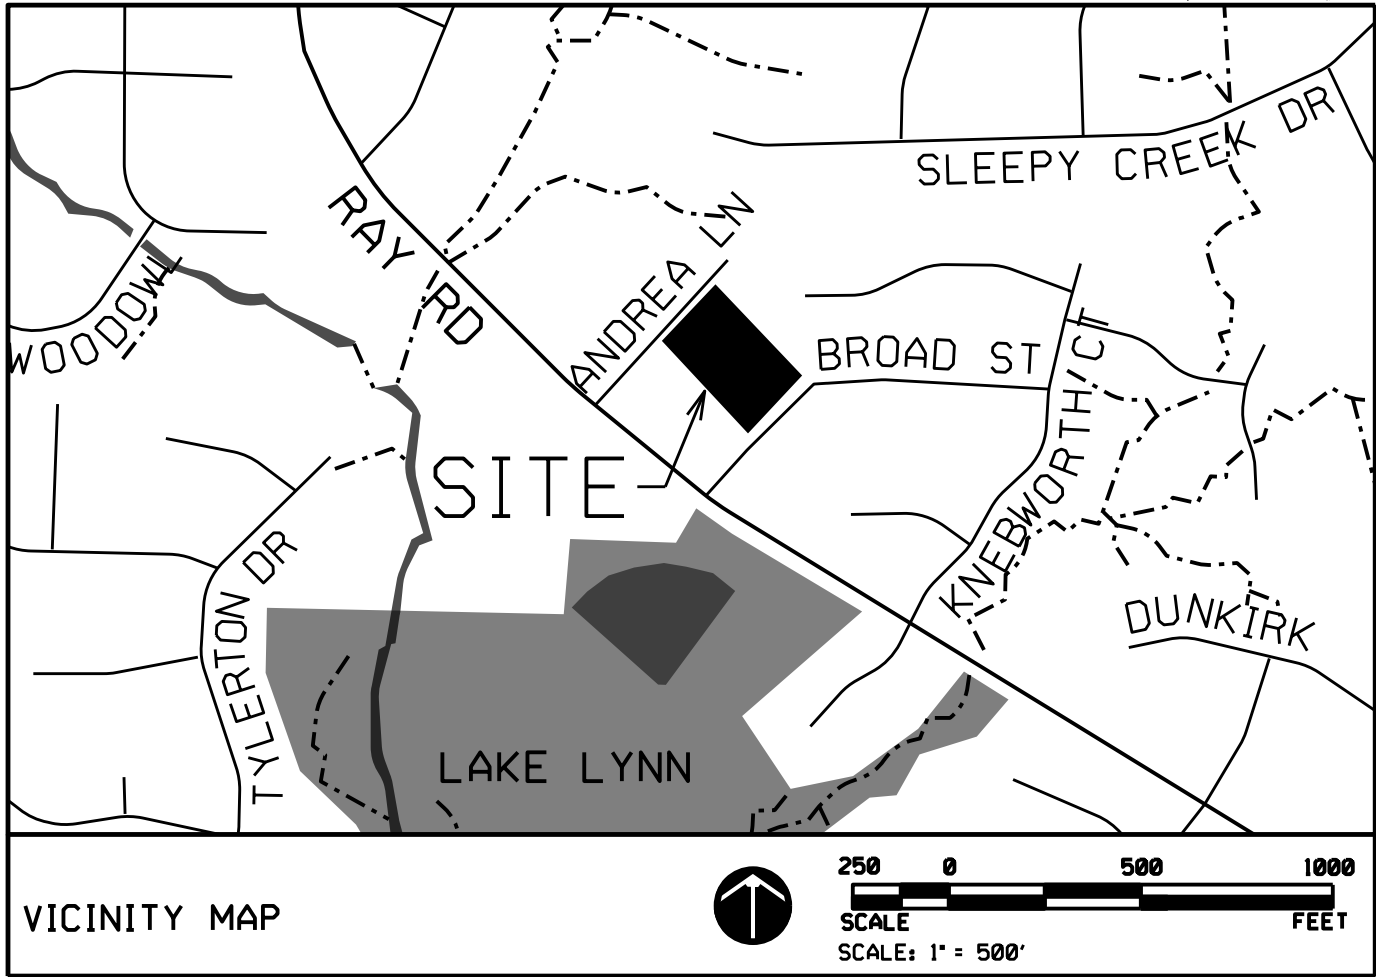 SLEEPY CREEK DR
RAY RD
ANDREA LN
WOODOWL
BROAD ST
KNEBWORTH CT
SITE
TYLERTON DR
DUNKIRK
LAKE LYNN
VICINITY MAP
250 0 500 1000
SCALE FEET
SCALE: 1" = 500'